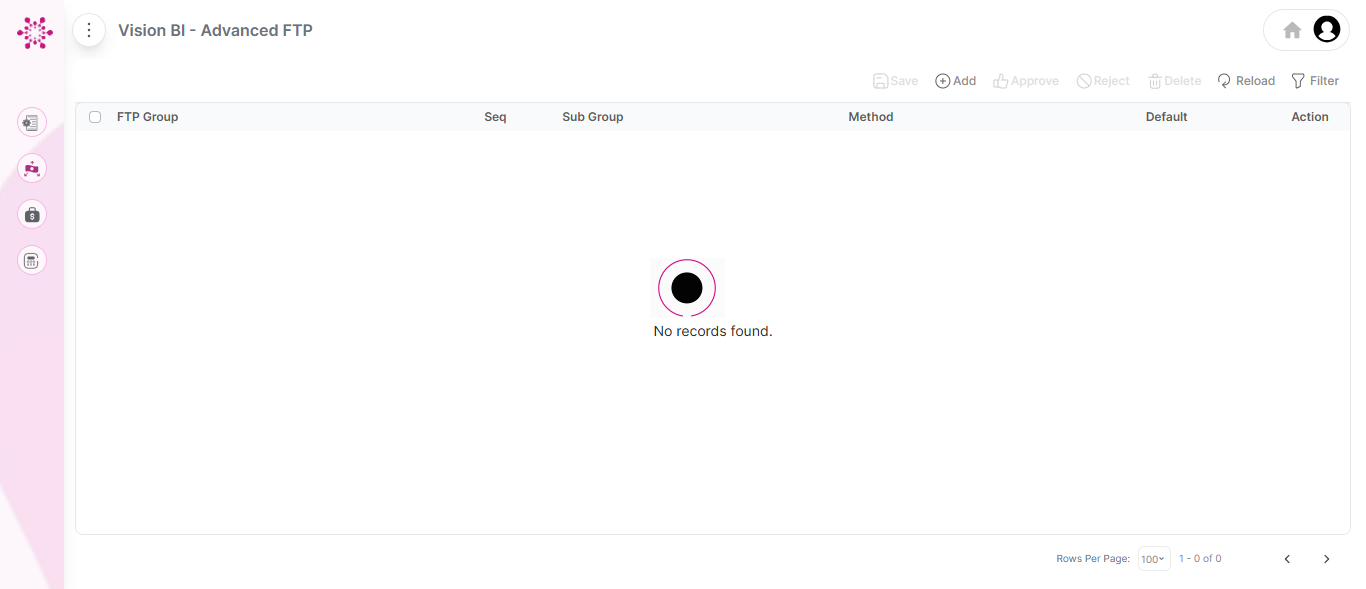 Vision BI - Advanced FTP
Save Add Approve Reject Delete Reload Filter
FTP Group Seq Sub Group Method Default Action
No records found.
Rows Per Page: 100 1 - 0 of 0